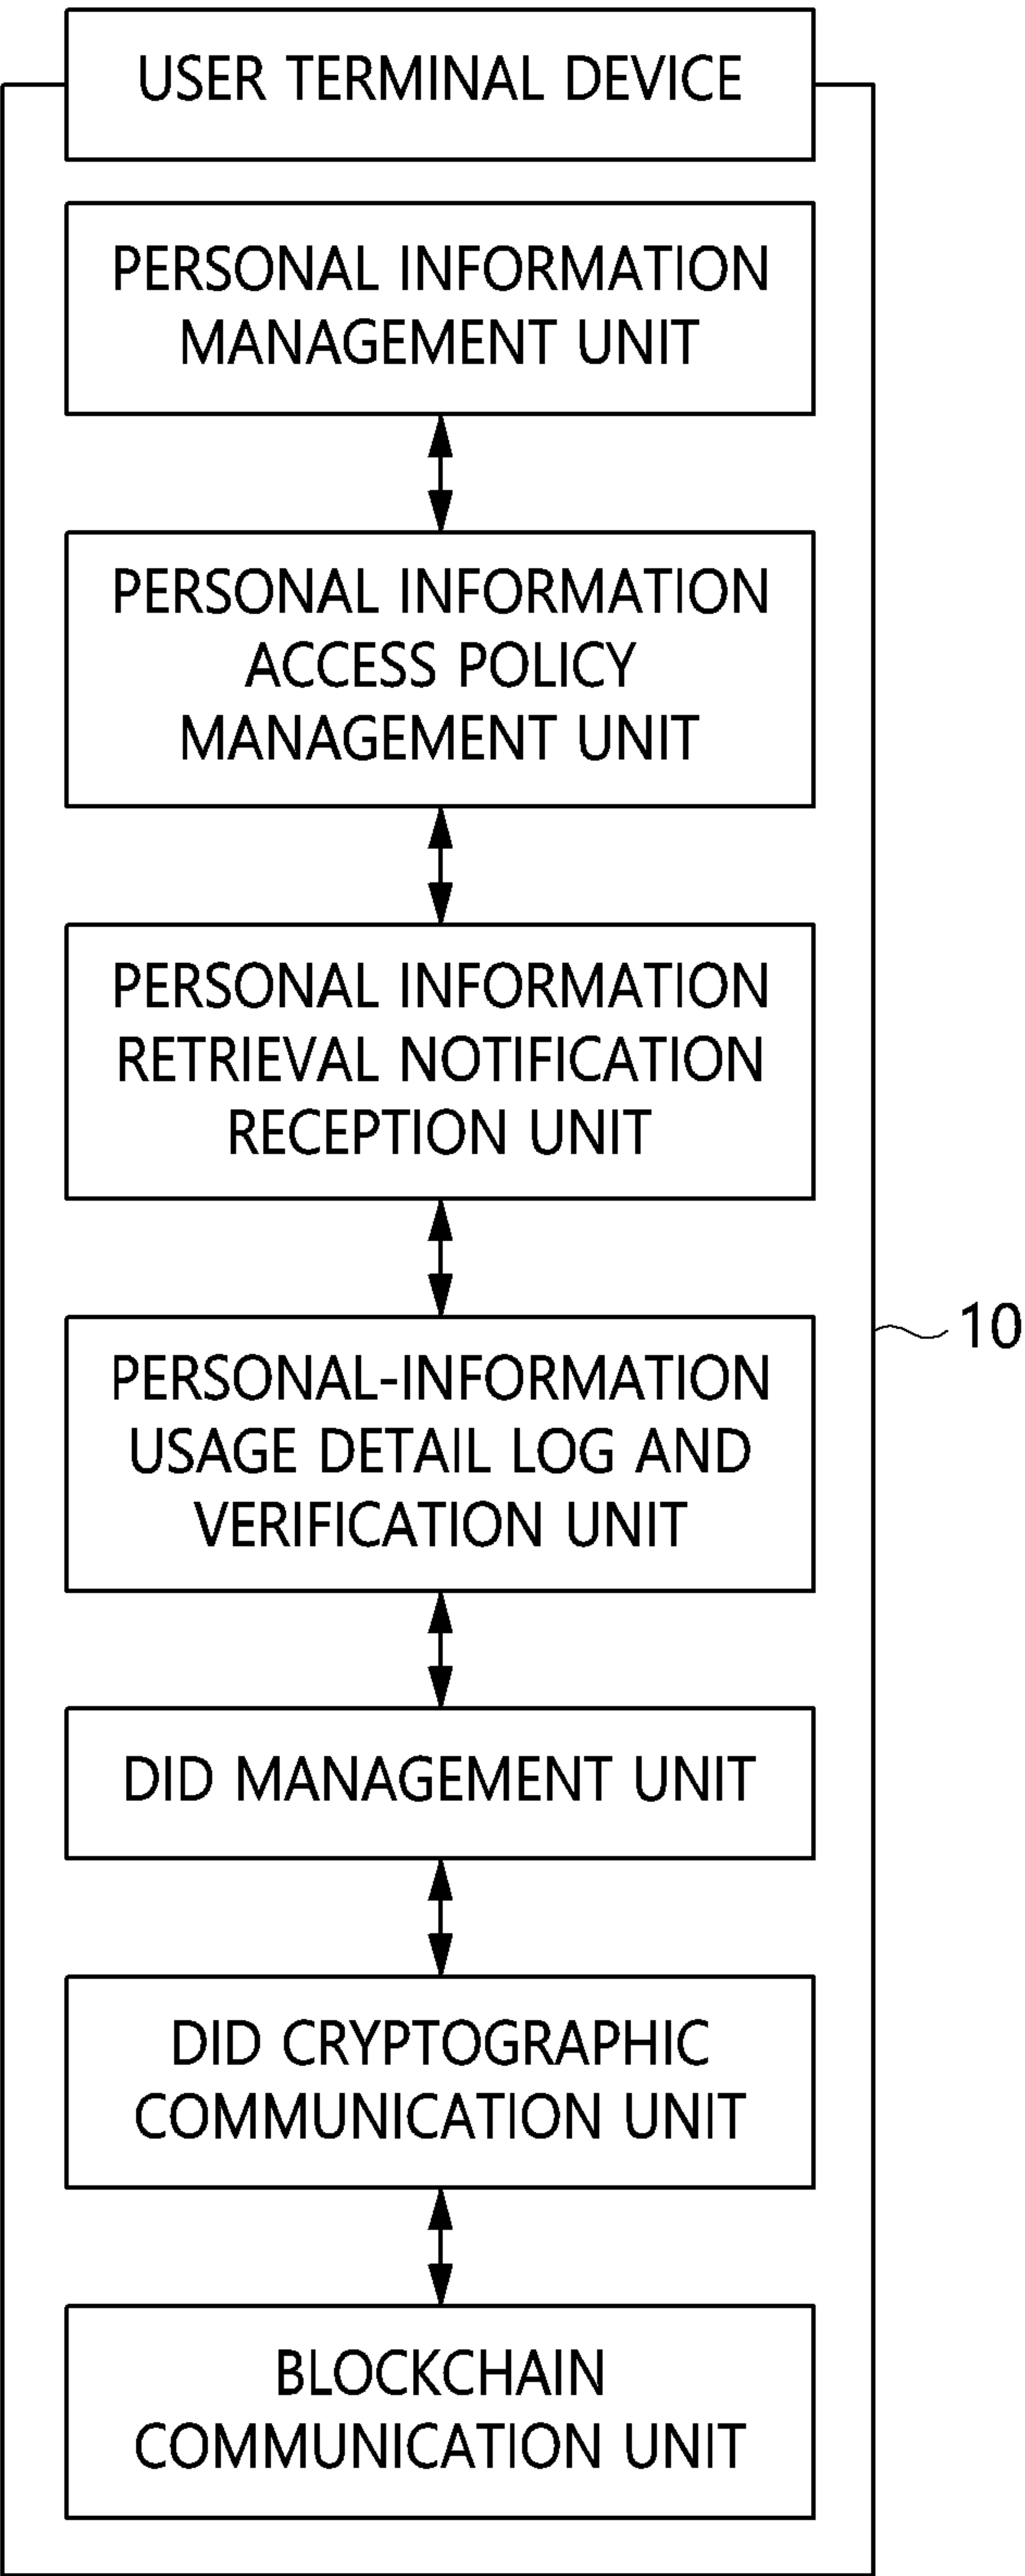 USER TERMINAL DEVICE
PERSONAL INFORMATION
MANAGEMENT UNIT
PERSONAL INFORMATION
ACCESS POLICY
MANAGEMENT UNIT
PERSONAL INFORMATION
RETRIEVAL NOTIFICATION
RECEPTION UNIT
PERSONAL-INFORMATION
USAGE DETAIL LOG AND
VERIFICATION UNIT
10
DID MANAGEMENT UNIT
DID CRYPTOGRAPHIC
COMMUNICATION UNIT
BLOCKCHAIN
COMMUNICATION UNIT